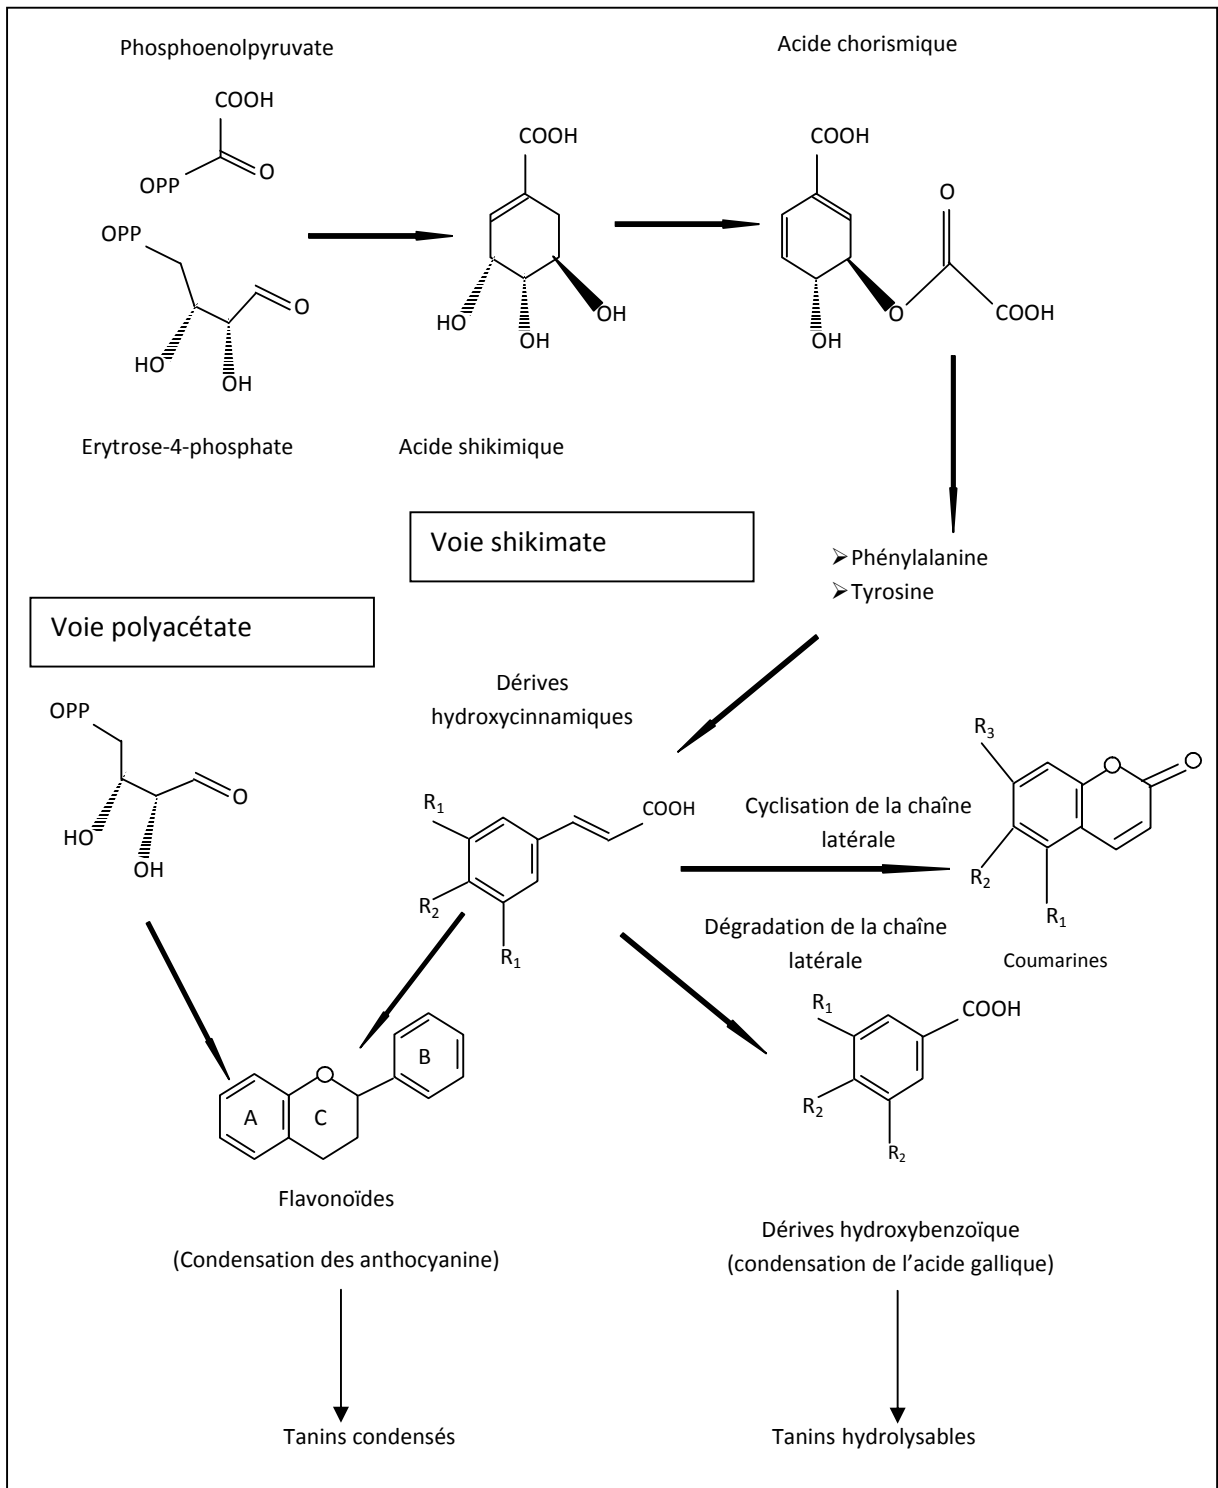 Phosphoenolpyruvate
Acide chorismique
COOH
OPP
O
OPP
O
HO
OH
COOH
HO
OH
OH
COOH
O
O
COOH
OH
Erytrose-4-phosphate
Acide shikimique
Voie shikimate
➢Phénylalanine
➢Tyrosine
Voie polyacétate
Dérives
hydroxycinnamiques
OPP
O
HO
OH
R1
COOH
R2
R1
Cyclisation de la chaîne
latérale
R3
O
O
R2
R1
Coumarines
Dégradation de la chaîne
latérale
R1
COOH
R2
R2
O
A
C
B
Flavonoïdes
(Condensation des anthocyanine)
Dérives hydroxybenzoïque
(condensation de l'acide gallique)
Tanins condensés
Tanins hydrolysables